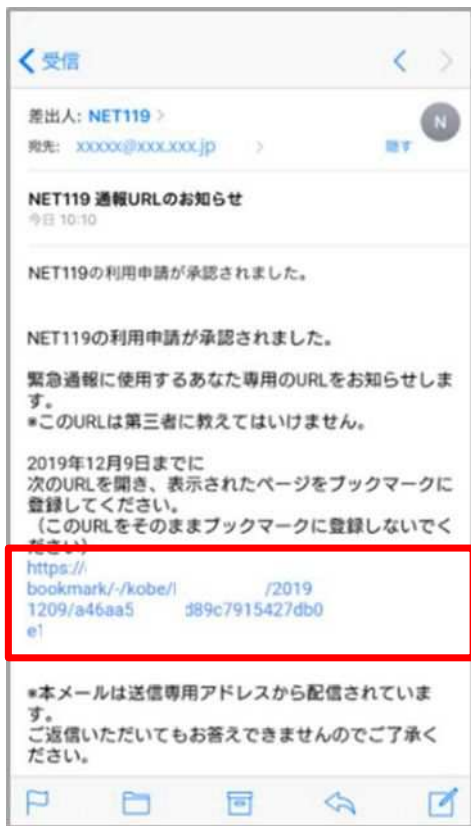 受信
差出人: NET119
N
宛先: xxxxx@xxx.xxx.jp
隠す
NET119 通報URLのお知らせ
今日 10:10
NET119の利用申請が承認されました。
NET119の利用申請が承認されました。
緊急通報に使用するあなた専用のURLをお知らせしま
す。
*このURLは第三者に教えてはいけません。
2019年12月9日までに
次のURLを開き、表示されたページをブックマークに
登録してください。
(このURLをそのままブックマークに登録しないでく
ださい)
https://
bookmark/-/kobe/ /2019
1209/a46aa5 d89c7915427db0
e1
*本メールは送信専用アドレスから配信されていま
す。
ご返信いただいてもお答えできませんのでご了承く
ださい。